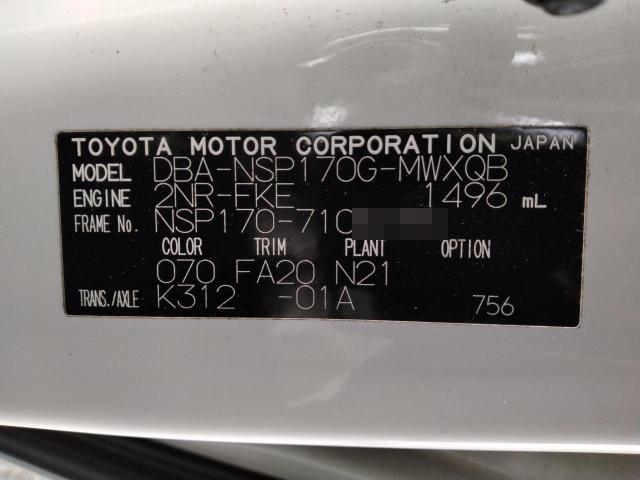 TOYOTA MOTOR CORPORATION JAPAN
MODEL DBA-NSP170G-MWXQB
ENGINE 2NR-FKE 1496 mL
FRAME No. NSP170-710
COLOR TRIM PLANT OPTION
070 FA20 N21
TRANS./AXLE K312 -01A 756